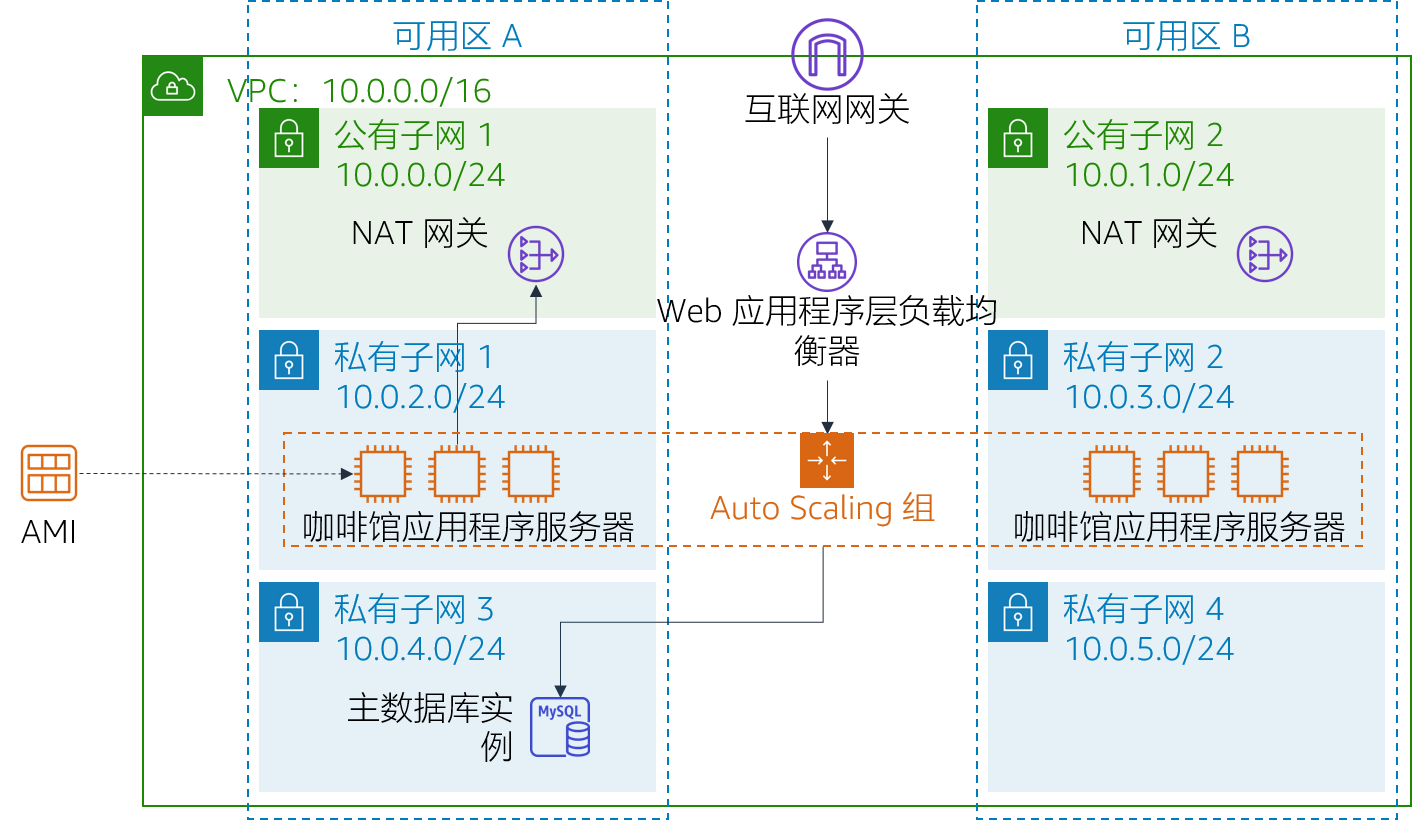 可用区 A
可用区 B
VPC： 10.0.0.0/16
互联网网关
公有子网 1
10.0.0.0/24
NAT 网关
公有子网 2
10.0.1.0/24
NAT 网关
Web 应用程序层负载均
衡器
私有子网 1
10.0.2.0/24
私有子网 2
10.0.3.0/24
AMI
咖啡馆应用程序服务器
Auto Scaling 组
咖啡馆应用程序服务器
私有子网 3
10.0.4.0/24
主数据库实
例
MySQL
私有子网 4
10.0.5.0/24